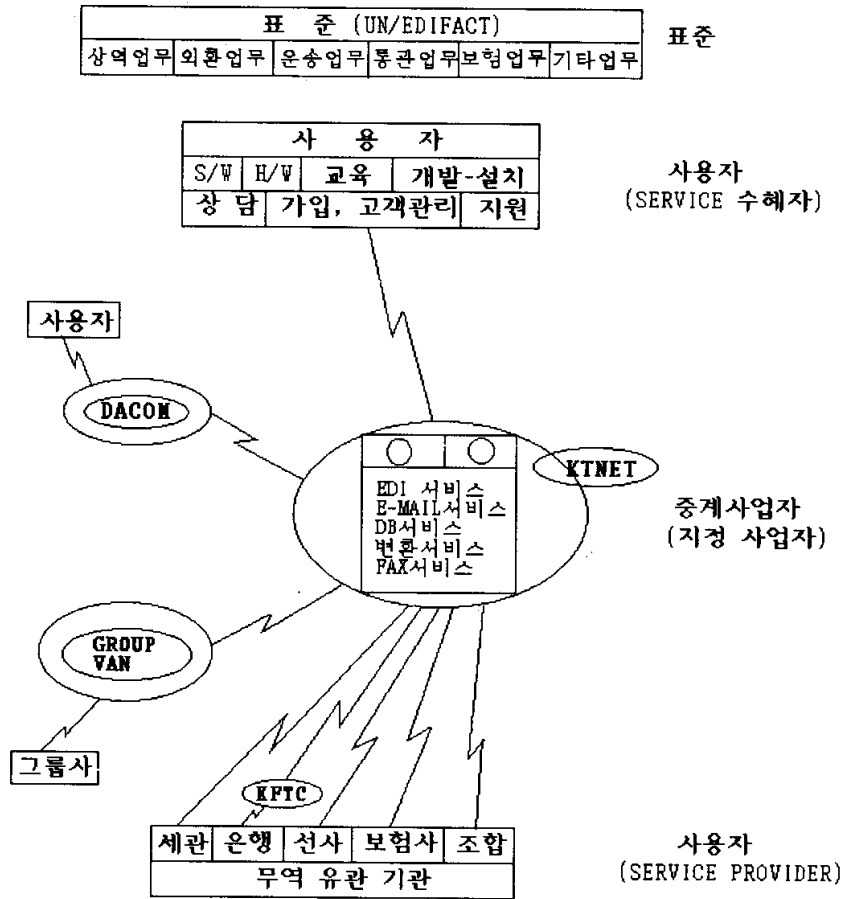 표 준 (UN/EDIFACT)
상역업무 외환업무 운송업무 통관업무 보험업무 기타업무
표준
사 용 자
S/W H/W 교육 개발-설치
상 담 가입, 고객관리 지원
사용자
(SERVICE 수혜자)
사용자
DACOM
KTNET
EDI 서비스
E-MAIL서비스
DB서비스
변환서비스
FAX서비스
중계사업자
(지정 사업자)
GROUP
VAN
그룹사
KFTC
세관 은행 선사 보험사 조합
무역 유관 기관
사용자
(SERVICE PROVIDER)